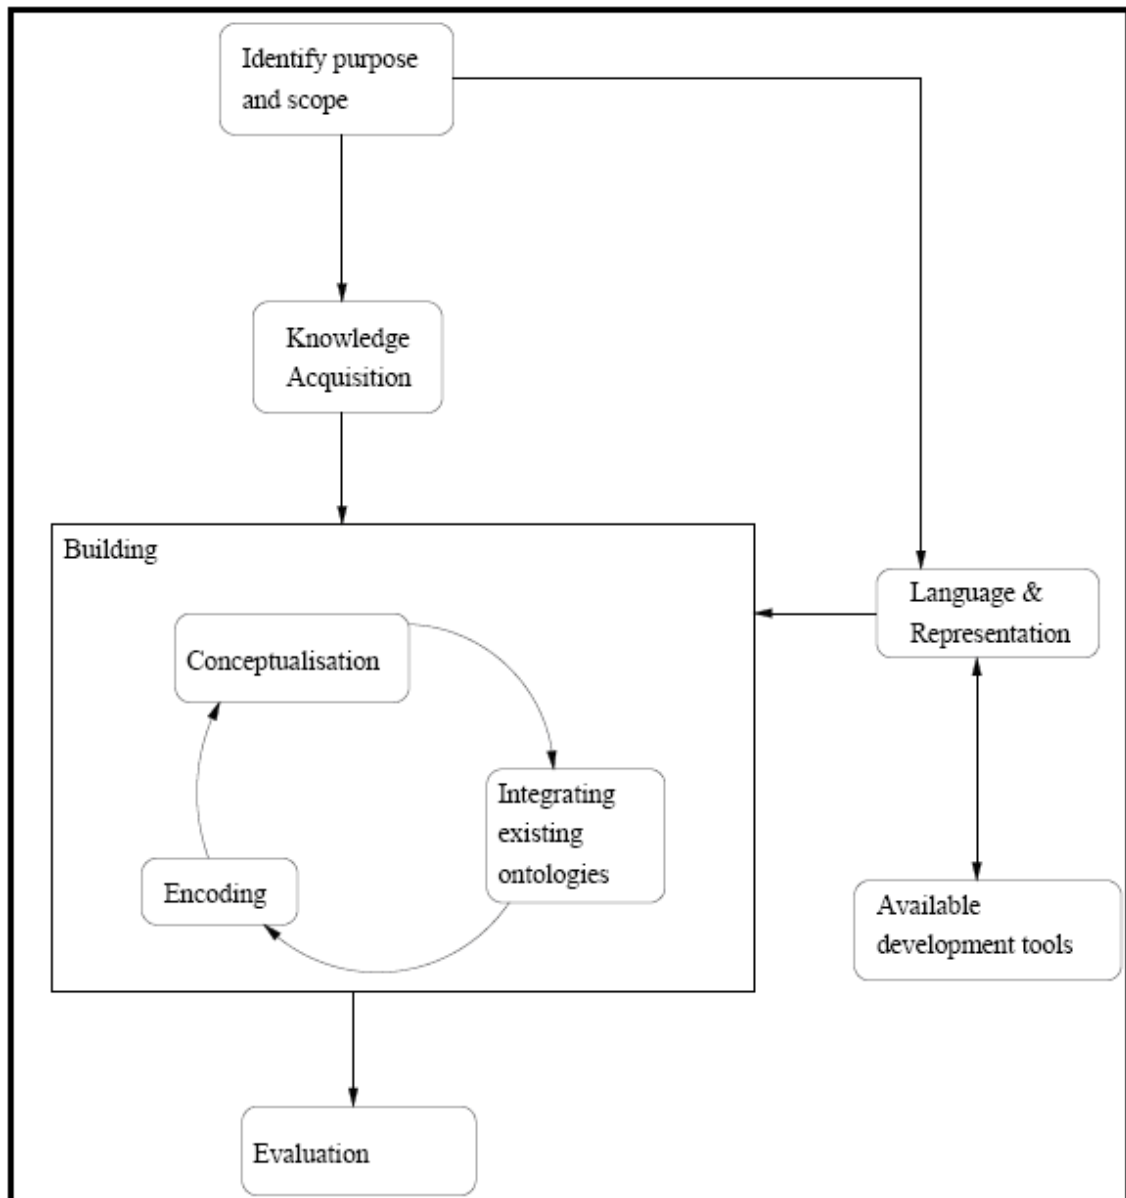 Identify purpose
and scope
Knowledge
Acquisition
Building
Language &
Representation
Conceptualisation
Integrating
existing
ontologies
Encoding
Available
development tools
Evaluation